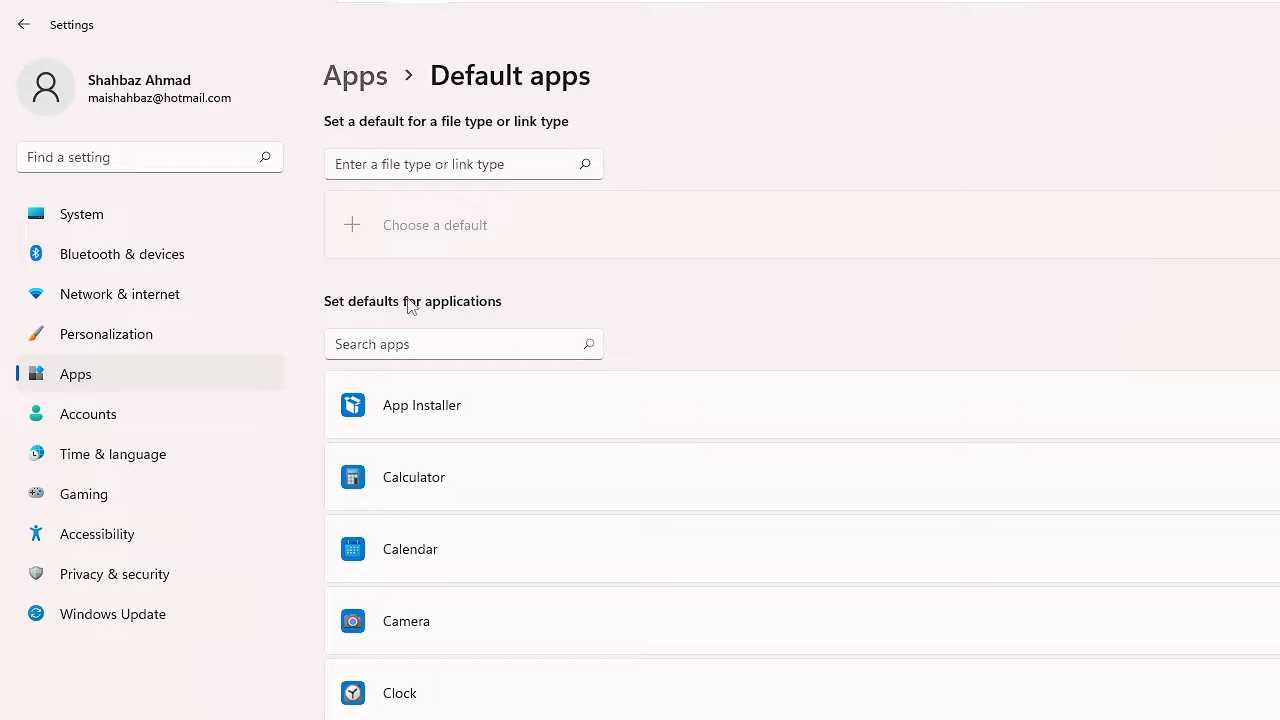 Settings
Shahbaz Ahmad
maishahbaz@hotmail.com
Find a setting
System
Bluetooth & devices
Network & internet
Personalization
Apps
Accounts
Time & language
Gaming
Accessibility
Privacy & security
Windows Update
Apps > Default apps
Set a default for a file type or link type
Enter a file type or link type
Choose a default
Set defaults for applications
Search apps
App Installer
Calculator
Calendar
Camera
Clock